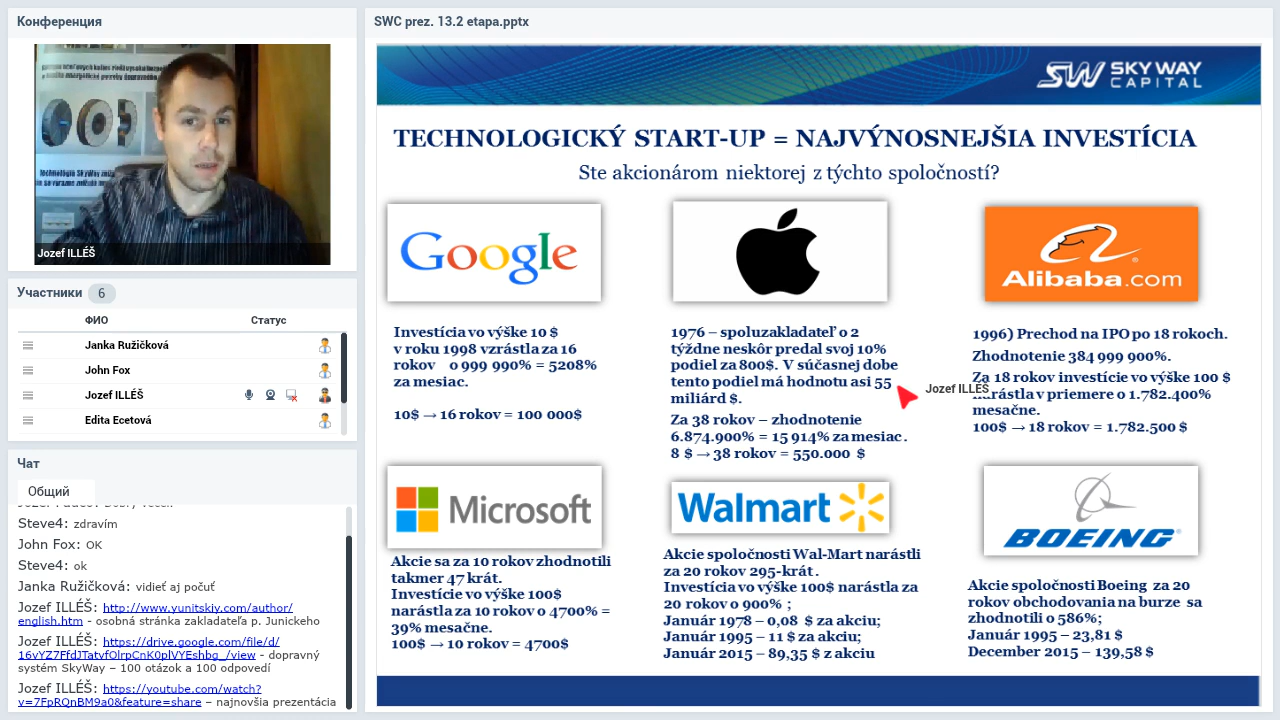 Конференция
Jozef ILLÉŠ
Участники 6
ФИО Статус
Janka Ružičková
John Fox
Jozef ILLÉŠ
Edita Ecetová
Чат
Общий
Steve4: zdravím
John Fox: OK
Steve4: ok
Janka Ružičková: vidieť aj počuť
Jozef ILLÉŠ: http://www.yunitskiy.com/author/
english.htm - osobná stránka zakladateľa p. Junickeho
Jozef ILLÉŠ: https://drive.google.com/file/d/
16vYZ7FfdJTatvfOlrpCnK0plVYEshbg_/view - dopravný
systém SkyWay – 100 otázok a 100 odpovedí
Jozef ILLÉŠ: https://youtube.com/watch?
v=7FpRQnBM9a0&feature=share – najnovšia prezentácia
SWC prez. 13.2 etapa.pptx
SW SKY WAY
CAPITAL
TECHNOLOGICKÝ START-UP = NAJVÝNOSNEJŠIA INVESTÍCIA
Ste akcionárom niektorej z týchto spoločností?
Google
Investícia vo výške 10 $
v roku 1998 vzrástla za 16
rokov o 999 990% = 5208%
za mesiac.
10$ → 16 rokov = 100 000$
1976 – spoluzakladateľ o 2
týždne neskôr predal svoj 10%
podiel za 800$. V súčasnej dobe
tento podiel má hodnotu asi 55
miliárd $.
Za 38 rokov – zhodnotenie
6.874.900% = 15 914% za mesiac.
8 $ → 38 rokov = 550.000 $
Alibaba.com
1996) Prechod na IPO po 18 rokoch.
Zhodnotenie 384 999 900%.
Za 18 rokov investície vo výške 100 $
narástla v priemere o 1.782.400%
mesačne.
100$ → 18 rokov = 1.782.500 $
Jozef ILLÉŠ
Microsoft
Akcie sa za 10 rokov zhodnotili
takmer 47 krát.
Investície vo výške 100$
narástla za 10 rokov o 4700% =
39% mesačne.
100$ → 10 rokov = 4700$
Walmart
Akcie spoločnosti Wal-Mart narástli
za 20 rokov 295-krát.
Investícia vo výške 100$ narástla za
20 rokov o 900% ;
Január 1978 – 0,08 $ za akciu;
Január 1995 – 11 $ za akciu;
Január 2015 – 89,35 $ z akciu
BOEING
Akcie spoločnosti Boeing za 20
rokov obchodovania na burze sa
zhodnotili o 586%;
Január 1995 – 23,81 $
December 2015 – 139,58 $